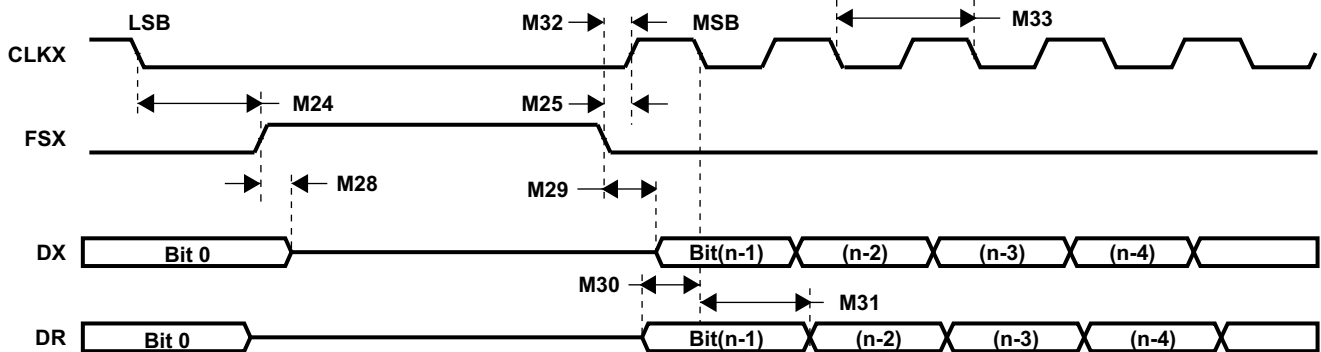 LSB M32 MSB M33
CLKX
M24 M25
FSX
M28 M29
DX Bit 0 Bit(n-1) (n-2) (n-3) (n-4)
M30 M31
DR Bit 0 Bit(n-1) (n-2) (n-3) (n-4)